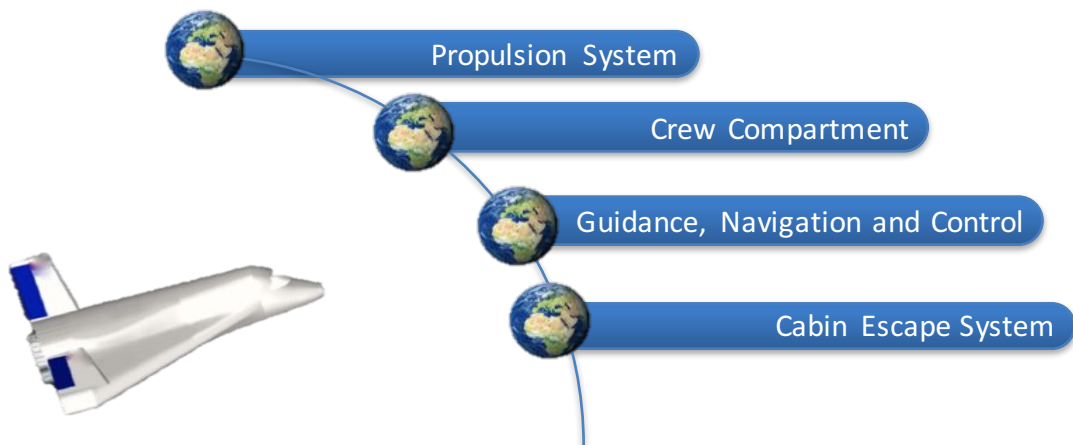 Propulsion System
Crew Compartment
Guidance, Navigation and Control
Cabin Escape System